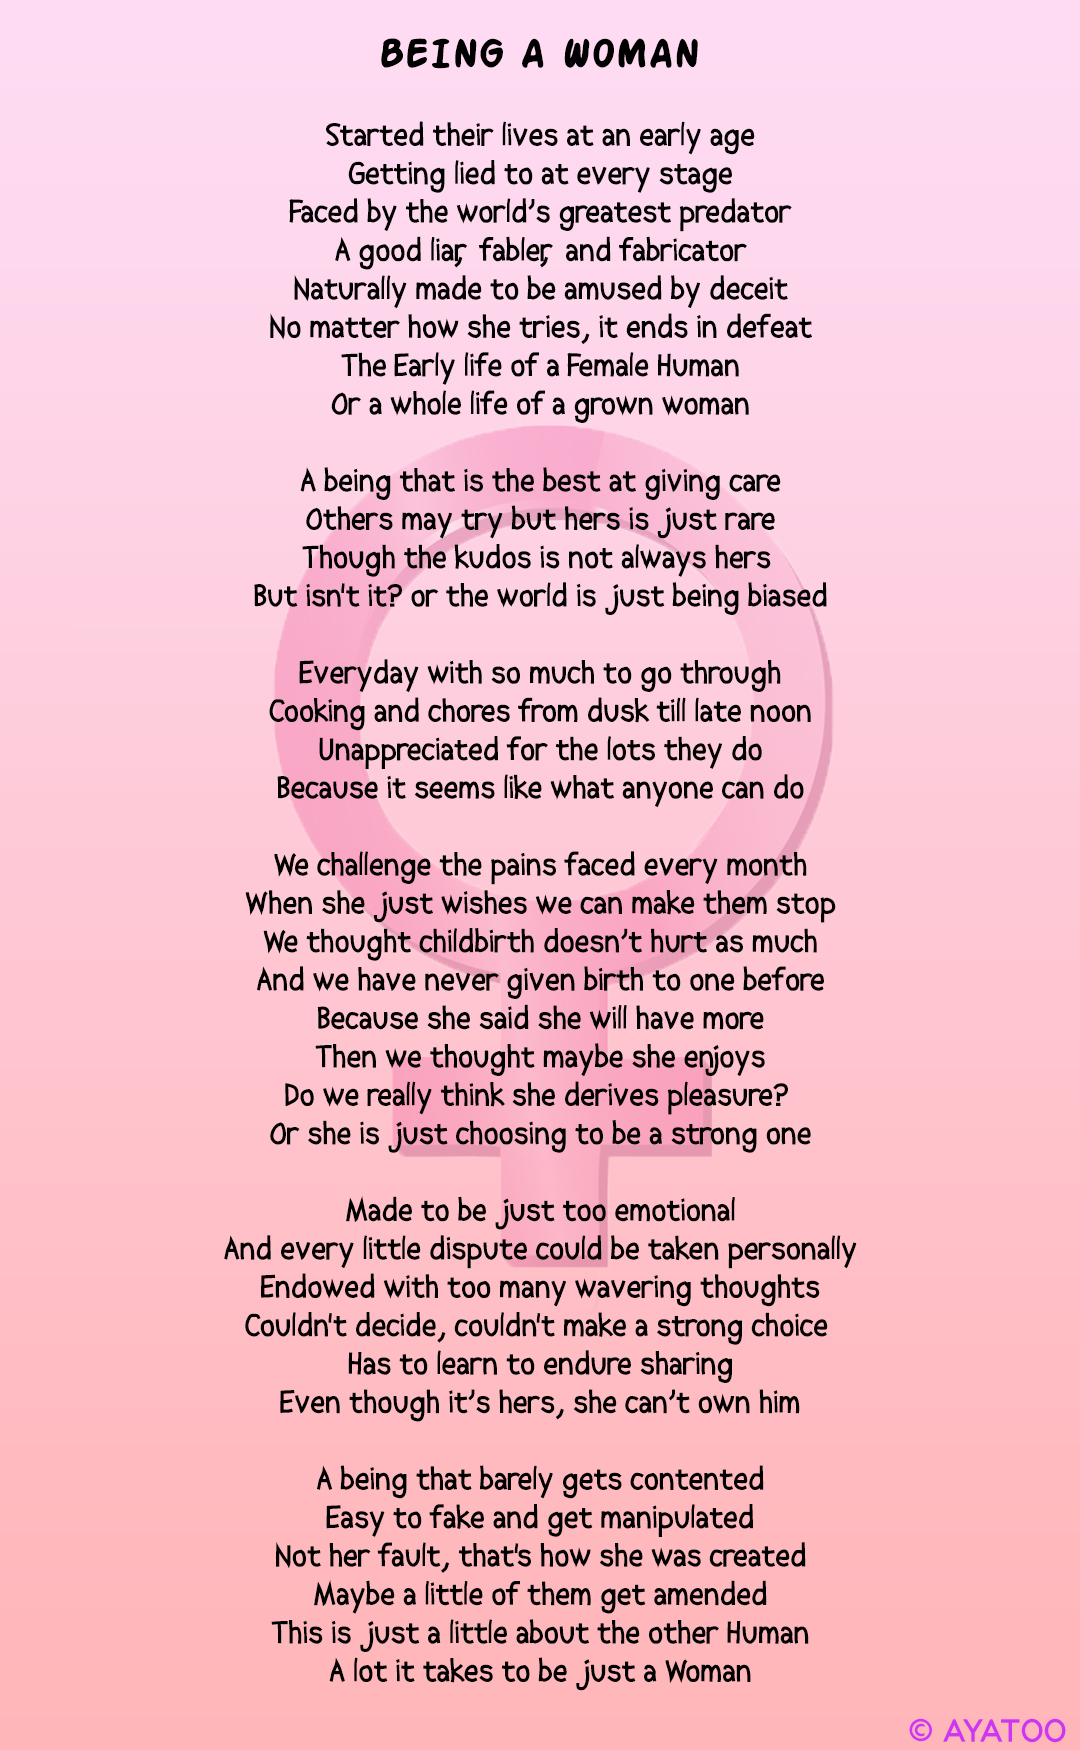 BEING A WOMAN
Started their lives at an early age
Getting lied to at every stage
Faced by the world’s greatest predator
A good liar, fabler, and fabricator
Naturally made to be amused by deceit
No matter how she tries, it ends in defeat
The Early life of a Female Human
Or a whole life of a grown woman
A being that is the best at giving care
Others may try but hers is just rare
Though the kudos is not always hers
But isn't it? or the world is just being biased
Everyday with so much to go through
Cooking and chores from dusk till late noon
Unappreciated for the lots they do
Because it seems like what anyone can do
We challenge the pains faced every month
When she just wishes we can make them stop
We thought childbirth doesn’t hurt as much
And we have never given birth to one before
Because she said she will have more
Then we thought maybe she enjoys
Do we really think she derives pleasure?
Or she is just choosing to be a strong one
Made to be just too emotional
And every little dispute could be taken personally
Endowed with too many wavering thoughts
Couldn't decide, couldn't make a strong choice
Has to learn to endure sharing
Even though it’s hers, she can’t own him
A being that barely gets contented
Easy to fake and get manipulated
Not her fault, that's how she was created
Maybe a little of them get amended
This is just a little about the other Human
A lot it takes to be just a Woman
© AYATOO